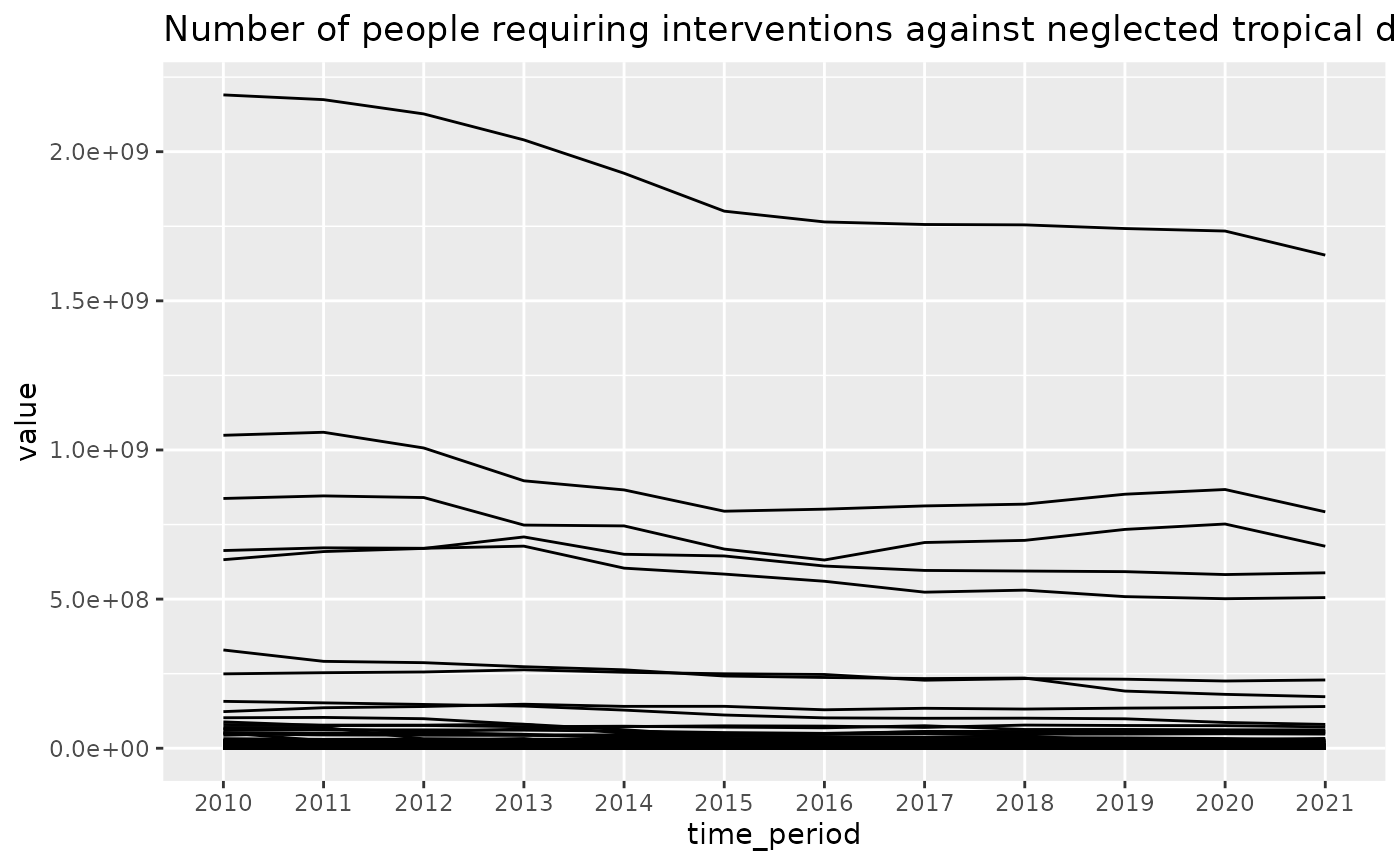 Number of people requiring interventions against neglected tropical d
2.0e+09
1.5e+09
1.0e+09
5.0e+08
0.0e+00
value
2010 2011 2012 2013 2014 2015 2016 2017 2018 2019 2020 2021
time_period